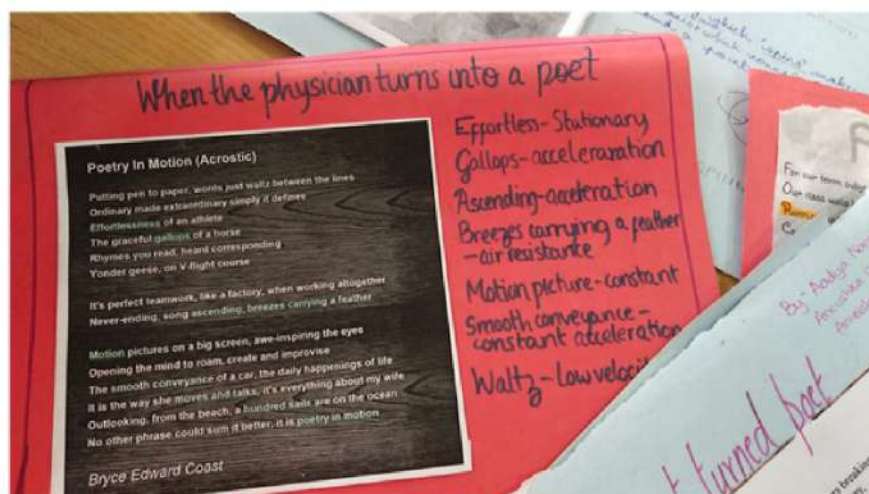 When the physician turns into a poet
Poetry In Motion (Acrostic)
Putting pen to paper, words just waltz between the lines
Ordinary made extraordinary simply it defines
Effortlessness of an athlete
The graceful gallops of a horse
Rhymes you read, heard corresponding
Yonder geese, on V-flight course
It's perfect teamwork, like a factory, when working altogether
Never-ending, song ascending, breezes carrying a feather
Motion pictures on a big screen, awe-inspiring the eyes
Opening the mind to roam, create and improvise
The smooth conveyance of a car, the daily happenings of life
It is the way she moves and talks, it's everything about my wife
Outlooking, from the beach, a hundred sails are on the ocean
No other phrase could sum it better, it is poetry in motion
Bryce Edward Coast
Effortless-Stationary
Gallops-acceleraration
Ascending-acceleration
Breezes carrying a feather
-air resistance
Motion picture-constant
Smooth conveyance-
constant acceleration
Waltz-Low
which
a
For our
Our
By: Aadya
turned poet
breaking